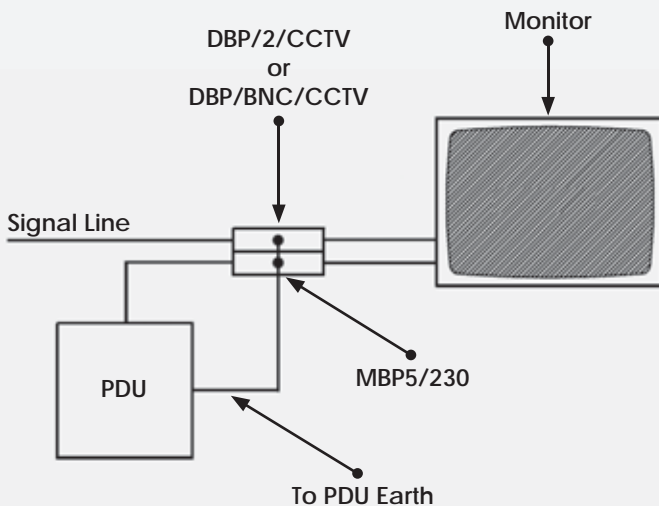 Monitor
DBP/2/CCTV
or
DBP/BNC/CCTV
Signal Line
PDU
MBP5/230
To PDU Earth